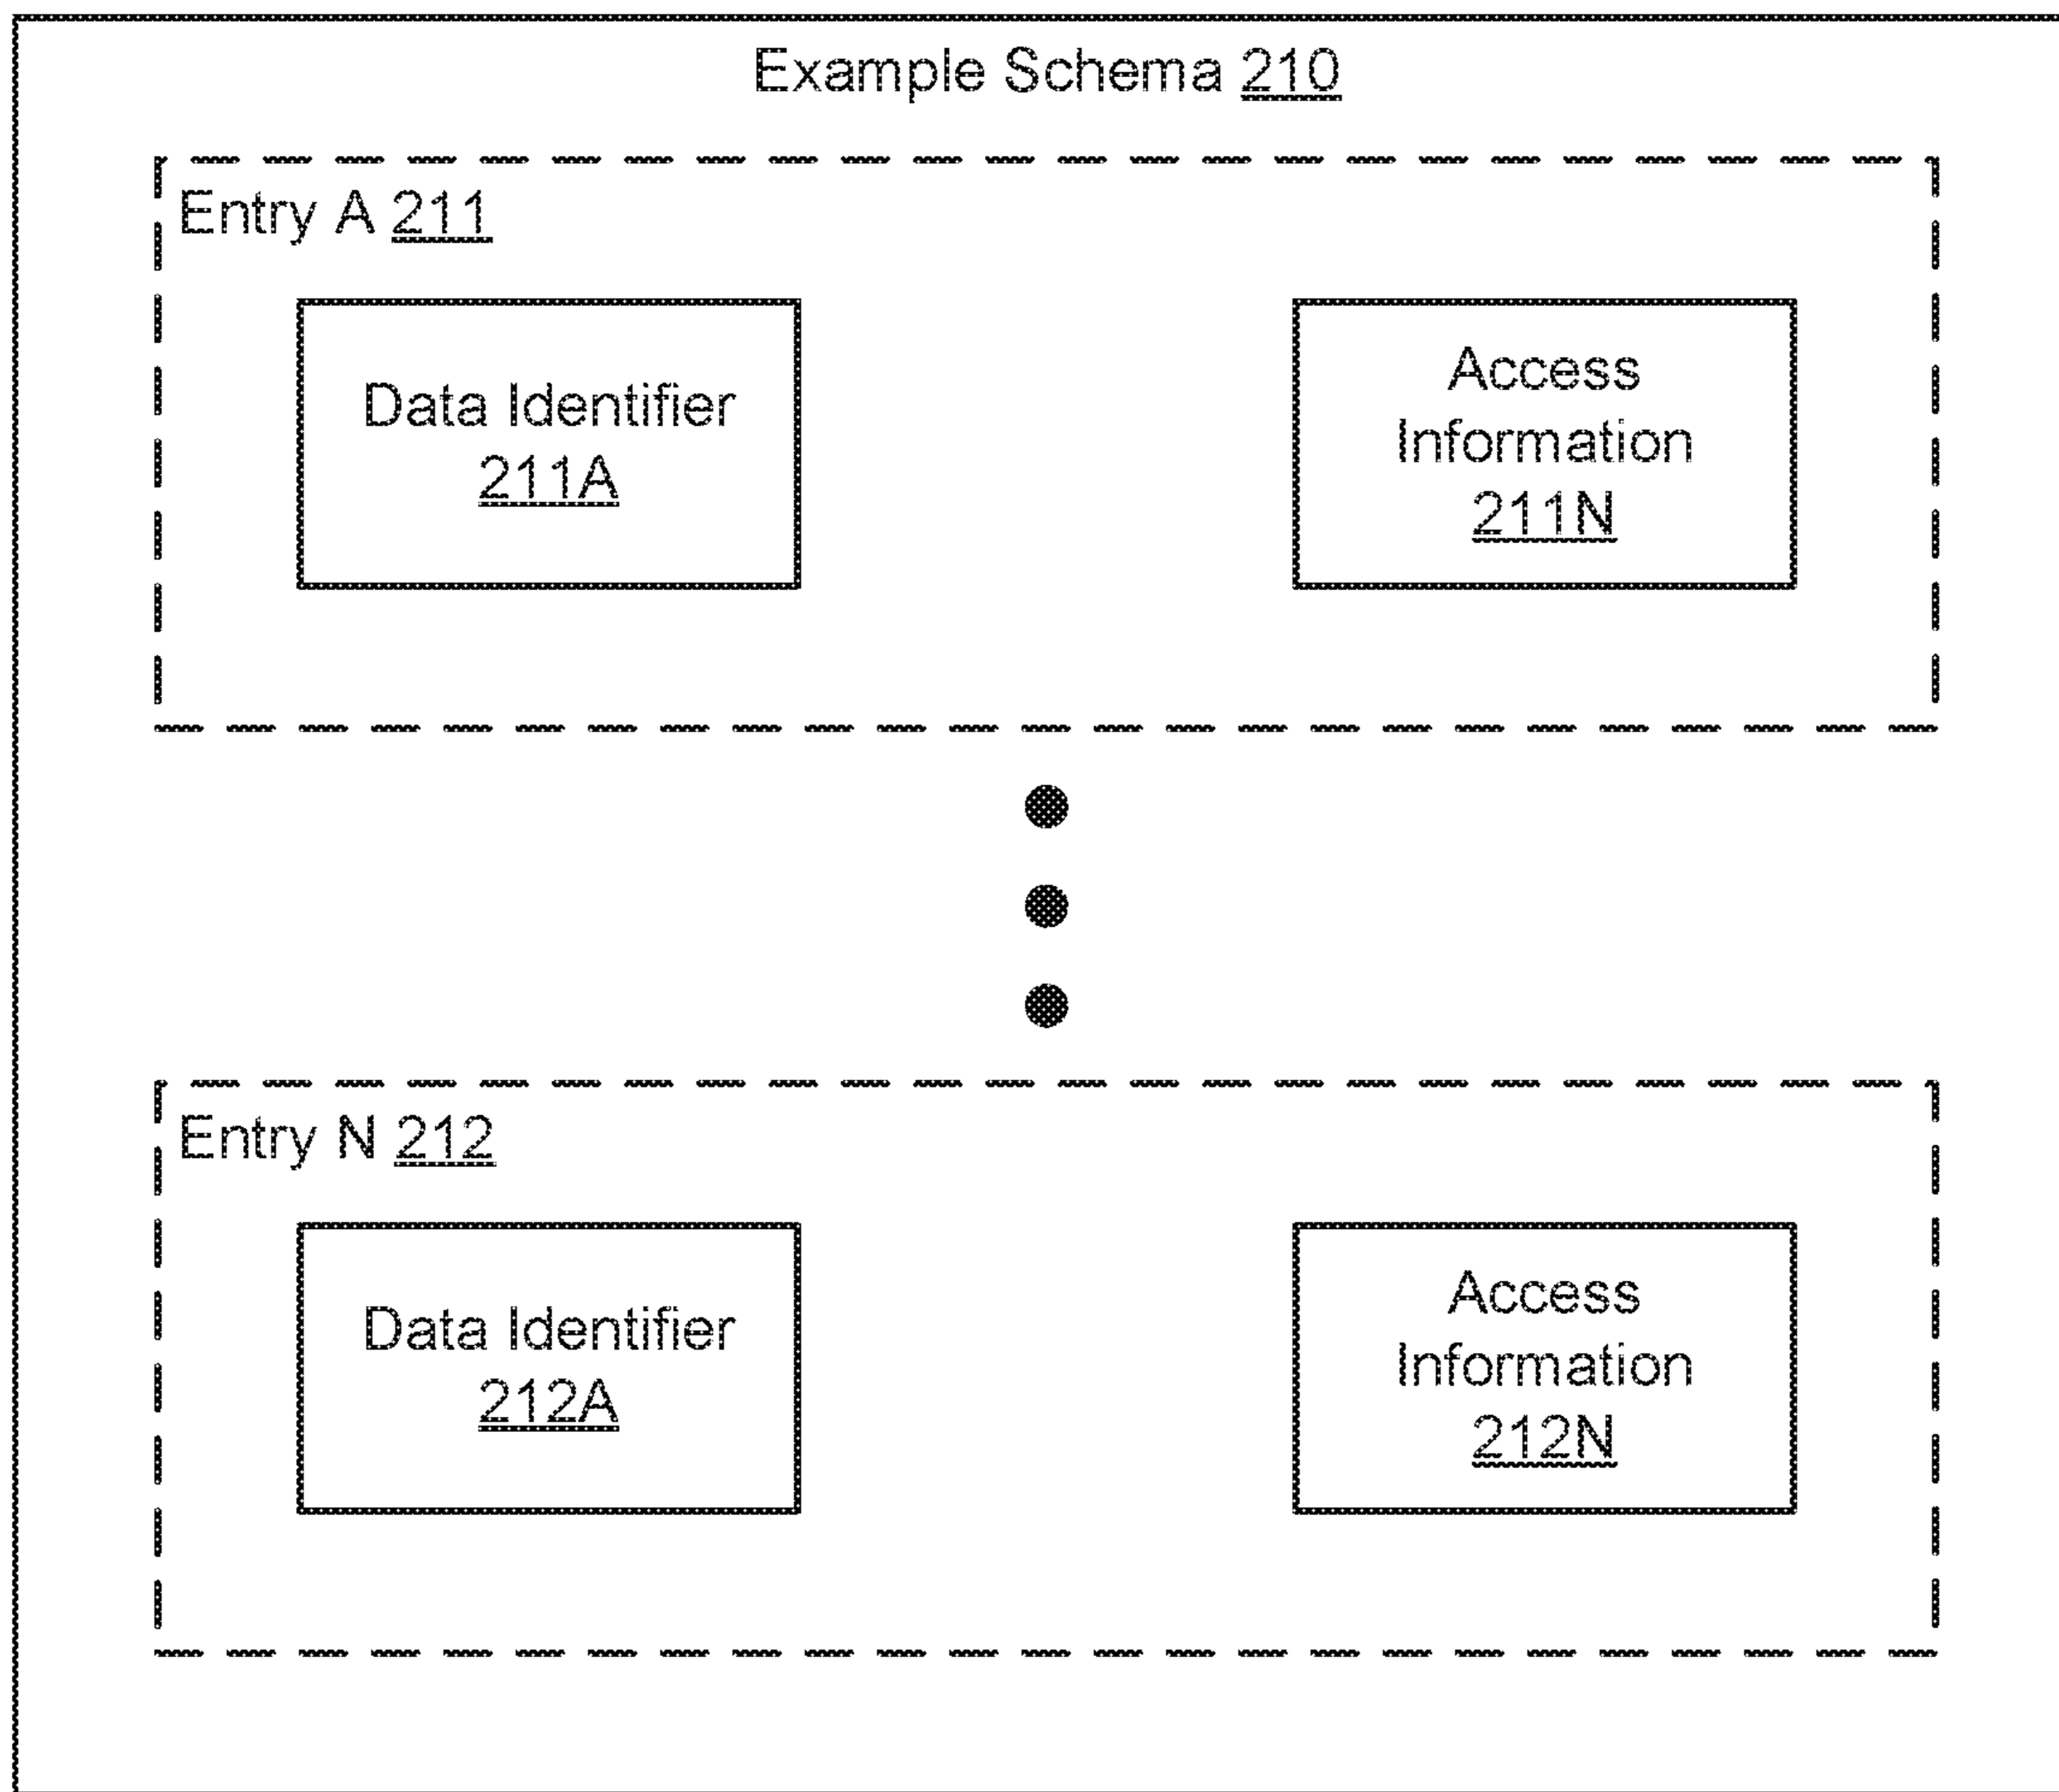 Example Schema 210
Entry A 211
Data Identifier
211A
Access
Information
211N
Entry N 212
Data Identifier
212A
Access
Information
212N